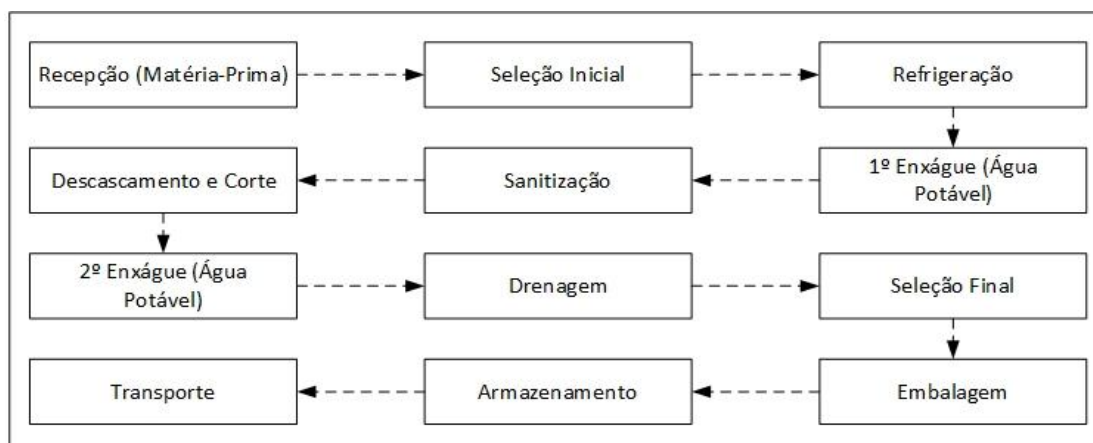 Recepção (Matéria-Prima)
Seleção Inicial
Refrigeração
1º Enxágue (Água
Potável)
Sanitização
Descascamento e Corte
2º Enxágue (Água
Potável)
Drenagem
Seleção Final
Embalagem
Armazenamento
Transporte